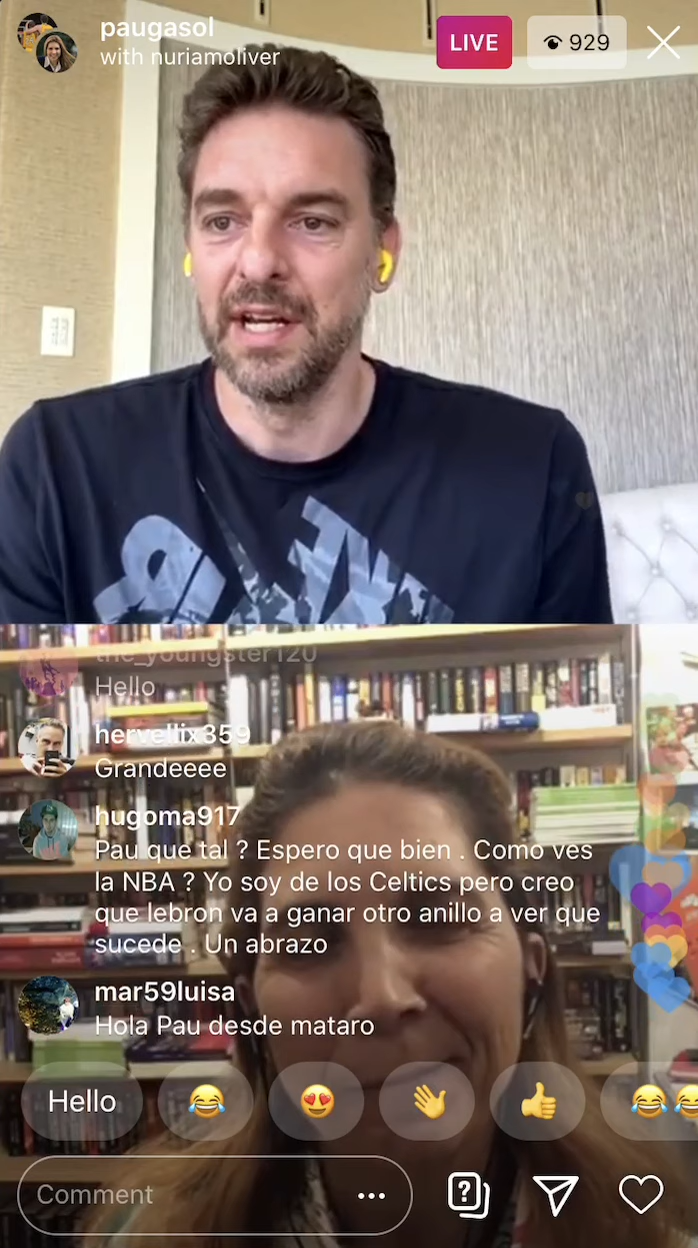 paugasol
with nuriamoliver
LIVE
929
the_youngster120
Hello
hervellix359
Grandeeee
hugoma917
Pau que tal ? Espero que bien . Como ves
la NBA ? Yo soy de los Celtics pero creo
que lebron va a ganar otro anillo a ver que
sucede . Un abrazo
mar59luisa
Hola Pau desde mataro
Hello
Comment